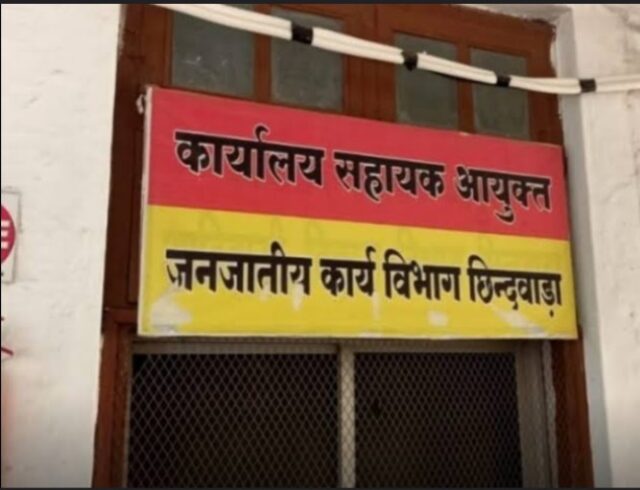 कार्यालय सहायक आयुक्त
जनजातीय कार्य विभाग छिन्दवाड़ा